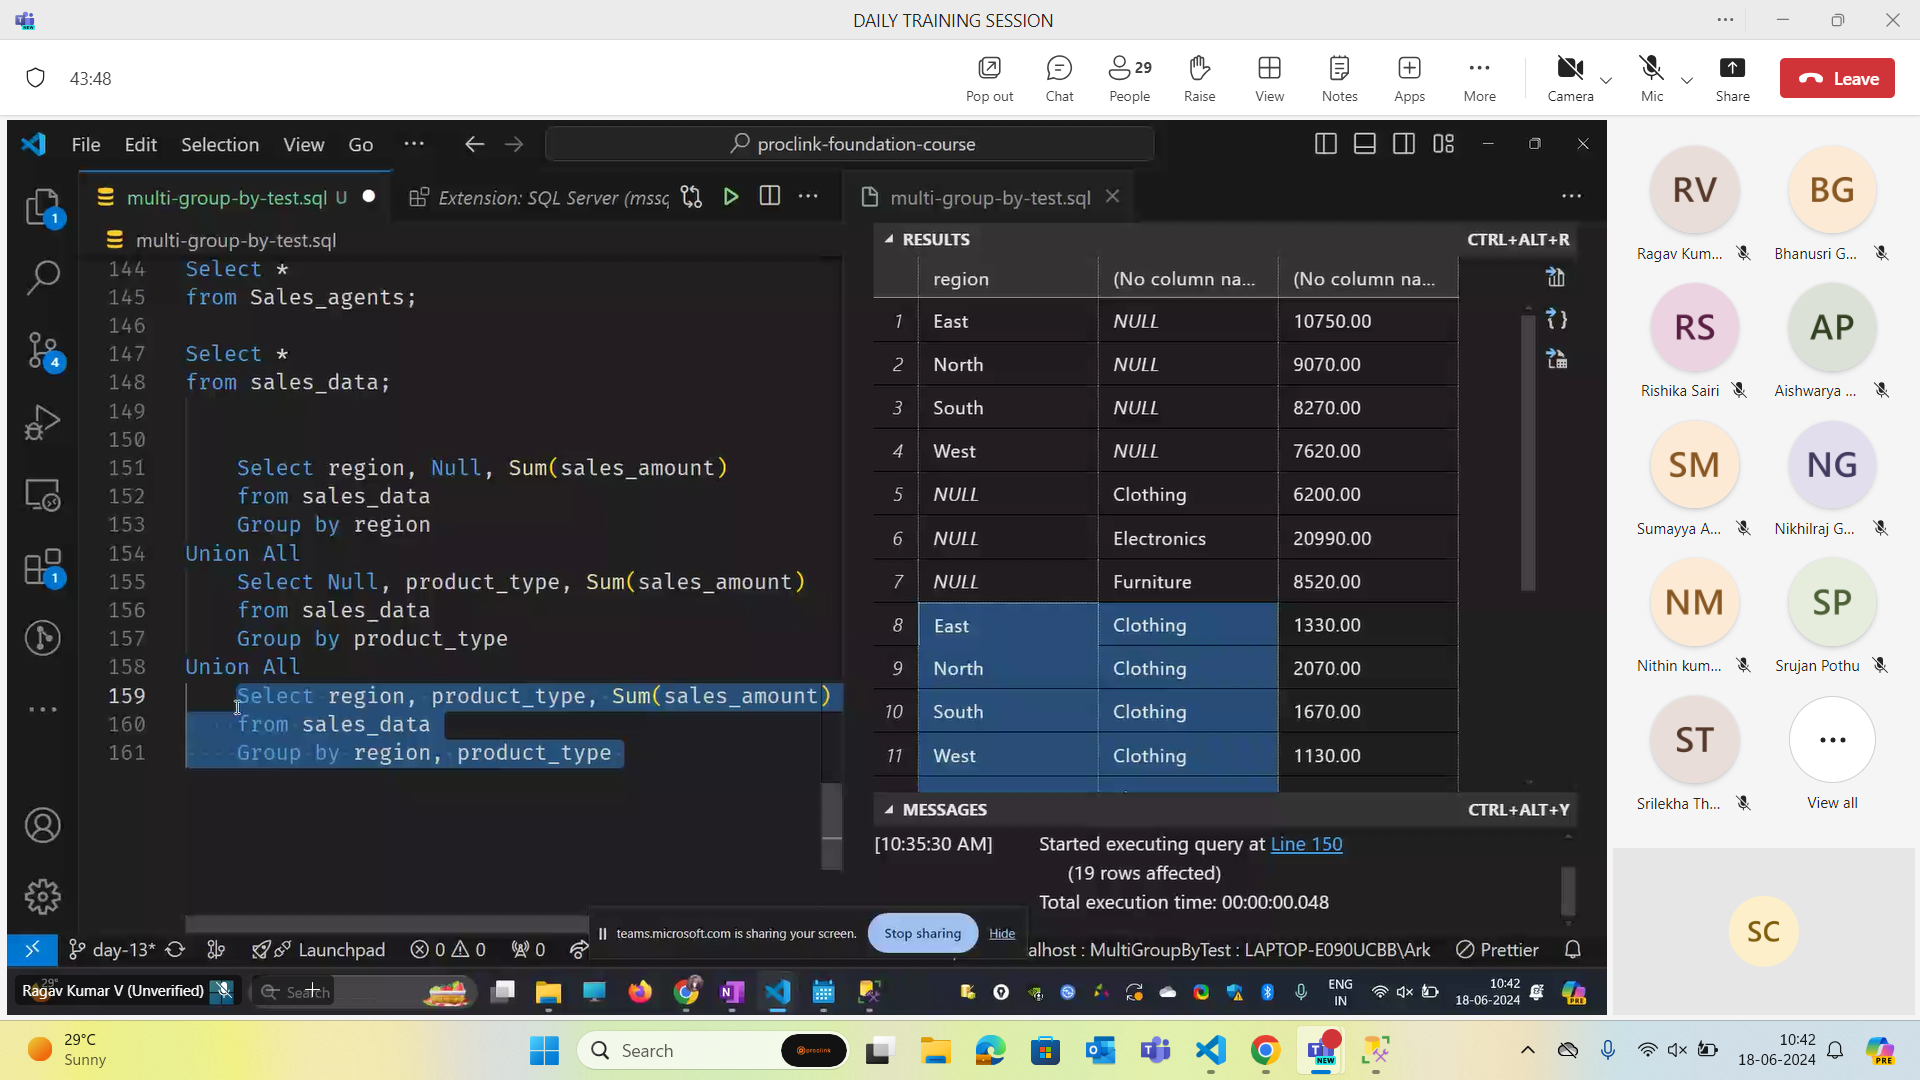 DAILY TRAINING SESSION
43:48
Pop out
Chat
29
People
Raise
View
Notes
Apps
More
Camera
Mic
Share
Leave
File Edit Selection View Go
proclink-foundation-course
multi-group-by-test.sql U
Extension: SQL Server (mssq
multi-group-by-test.sql
multi-group-by-test.sql
144 Select *
145 from Sales_agents;
146
147 Select *
148 from sales_data;
149
150
151 Select region, Null, Sum(sales_amount)
152 from sales_data
153 Group by region
154 Union All
155 Select Null, product_type, Sum(sales_amount)
156 from sales_data
157 Group by product_type
158 Union All
159 Select region, product_type, Sum(sales_amount)
160 from sales_data
161 Group by region, product_type
RESULTS CTRL+ALT+R
region (No column na... (No column na...
1 East NULL 10750.00
2 North NULL 9070.00
3 South NULL 8270.00
4 West NULL 7620.00
5 NULL Clothing 6200.00
6 NULL Electronics 20990.00
7 NULL Furniture 8520.00
8 East Clothing 1330.00
9 North Clothing 2070.00
10 South Clothing 1670.00
11 West Clothing 1130.00
MESSAGES CTRL+ALT+Y
[10:35:30 AM] Started executing query at Line 150
(19 rows affected)
Total execution time: 00:00:00.048
1
4
1
day-13*
Launchpad
0 0
0
teams.microsoft.com is sharing your screen.
Stop sharing
Hide
alhost : MultiGroupByTest : LAPTOP-E090UCBB\Ark
Prettier
Ragav Kumar V (Unverified)
Search
ENG
IN
10:42
18-06-2024
PRE
RV
Ragav Kum...
BG
Bhanusri G...
RS
Rishika Sairi
AP
Aishwarya ...
SM
Sumayya A...
NG
Nikhilraj G...
NM
Nithin kum...
SP
Srujan Pothu
ST
Srilekha Th...
View all
SC
29°C
Sunny
Search
proclink
NEW
10:42
18-06-2024
PRE